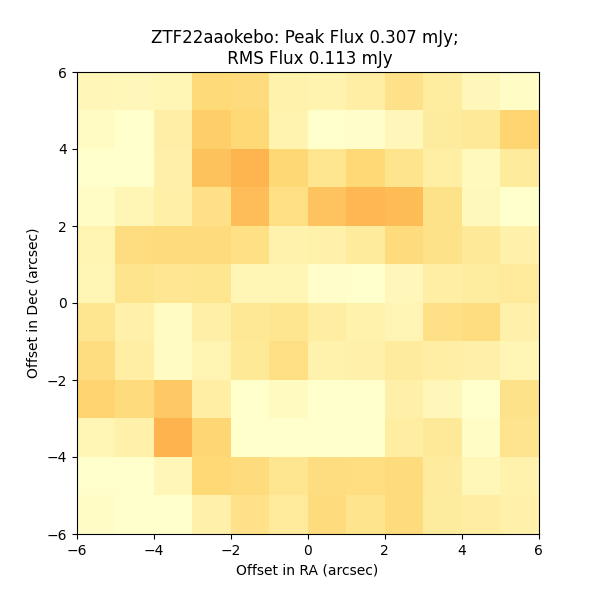 ZTF22aaokebo: Peak Flux 0.307 mJy;
RMS Flux 0.113 mJy
6
4
2
0
−2
−4
−6
Offset in Dec (arcsec)
−6 −4 −2 0 2 4 6
Offset in RA (arcsec)